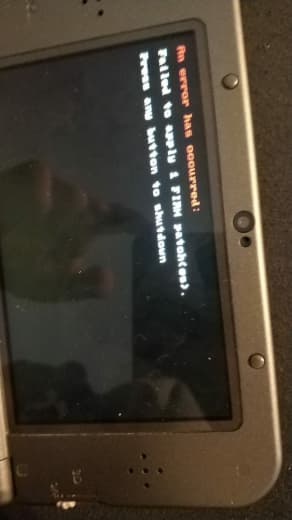 An error has occurred:
Failed to apply 1 FIRM patch(es).
Press any button to shutdown